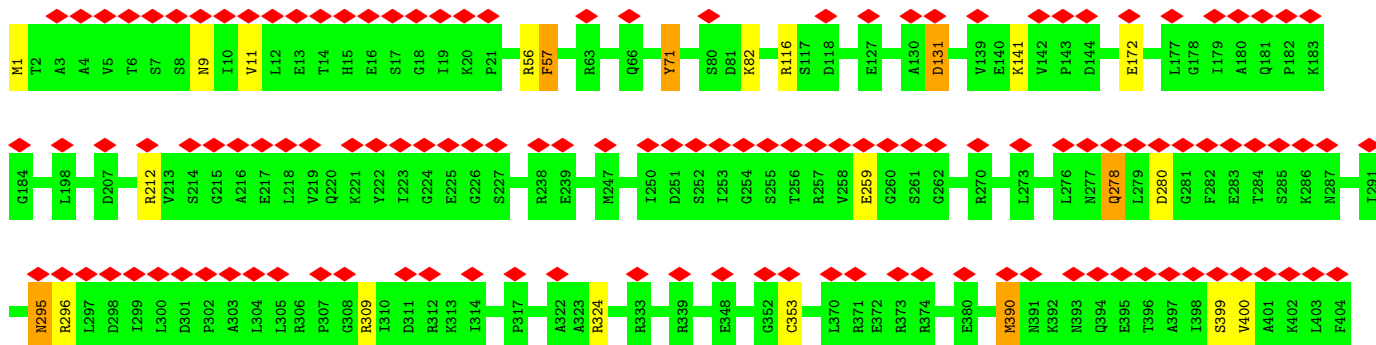 M1 T2 A3 A4 V5 T6 S7 S8 N9 I10 V11 L12 E13 T14 H15 E16 S17 G18 I19 K20 P21 R56 F57 R63 Q66 Y71 S80 D81 K82 R116 S117 D118 E127 A130 D131 V139 E140 K141 V142 P143 D144 E172 L177 G178 I179 A180 Q181 P182 K183
G184 L198 D207 R212 V213 S214 G215 A216 E217 L218 V219 Q220 K221 Y222 I223 G224 E225 G226 S227 R238 E239 M247 I250 D251 S252 I253 G254 S255 T256 R257 V258 E259 G260 S261 G262 R270 L273 L276 N277 Q278 L279 D280 G281 F282 E283 T284 S285 K286 N287 I291
N295 R296 L297 D298 I299 L300 D301 P302 A303 L304 L305 R306 P307 G308 R309 I310 D311 R312 K313 I314 P317 A322 A323 R324 R333 R339 E348 G352 C353 L370 R371 E372 R373 R374 E380 M390 N391 K392 N393 Q394 E395 T396 A397 I398 S399 V400 A401 K402 L403 F404